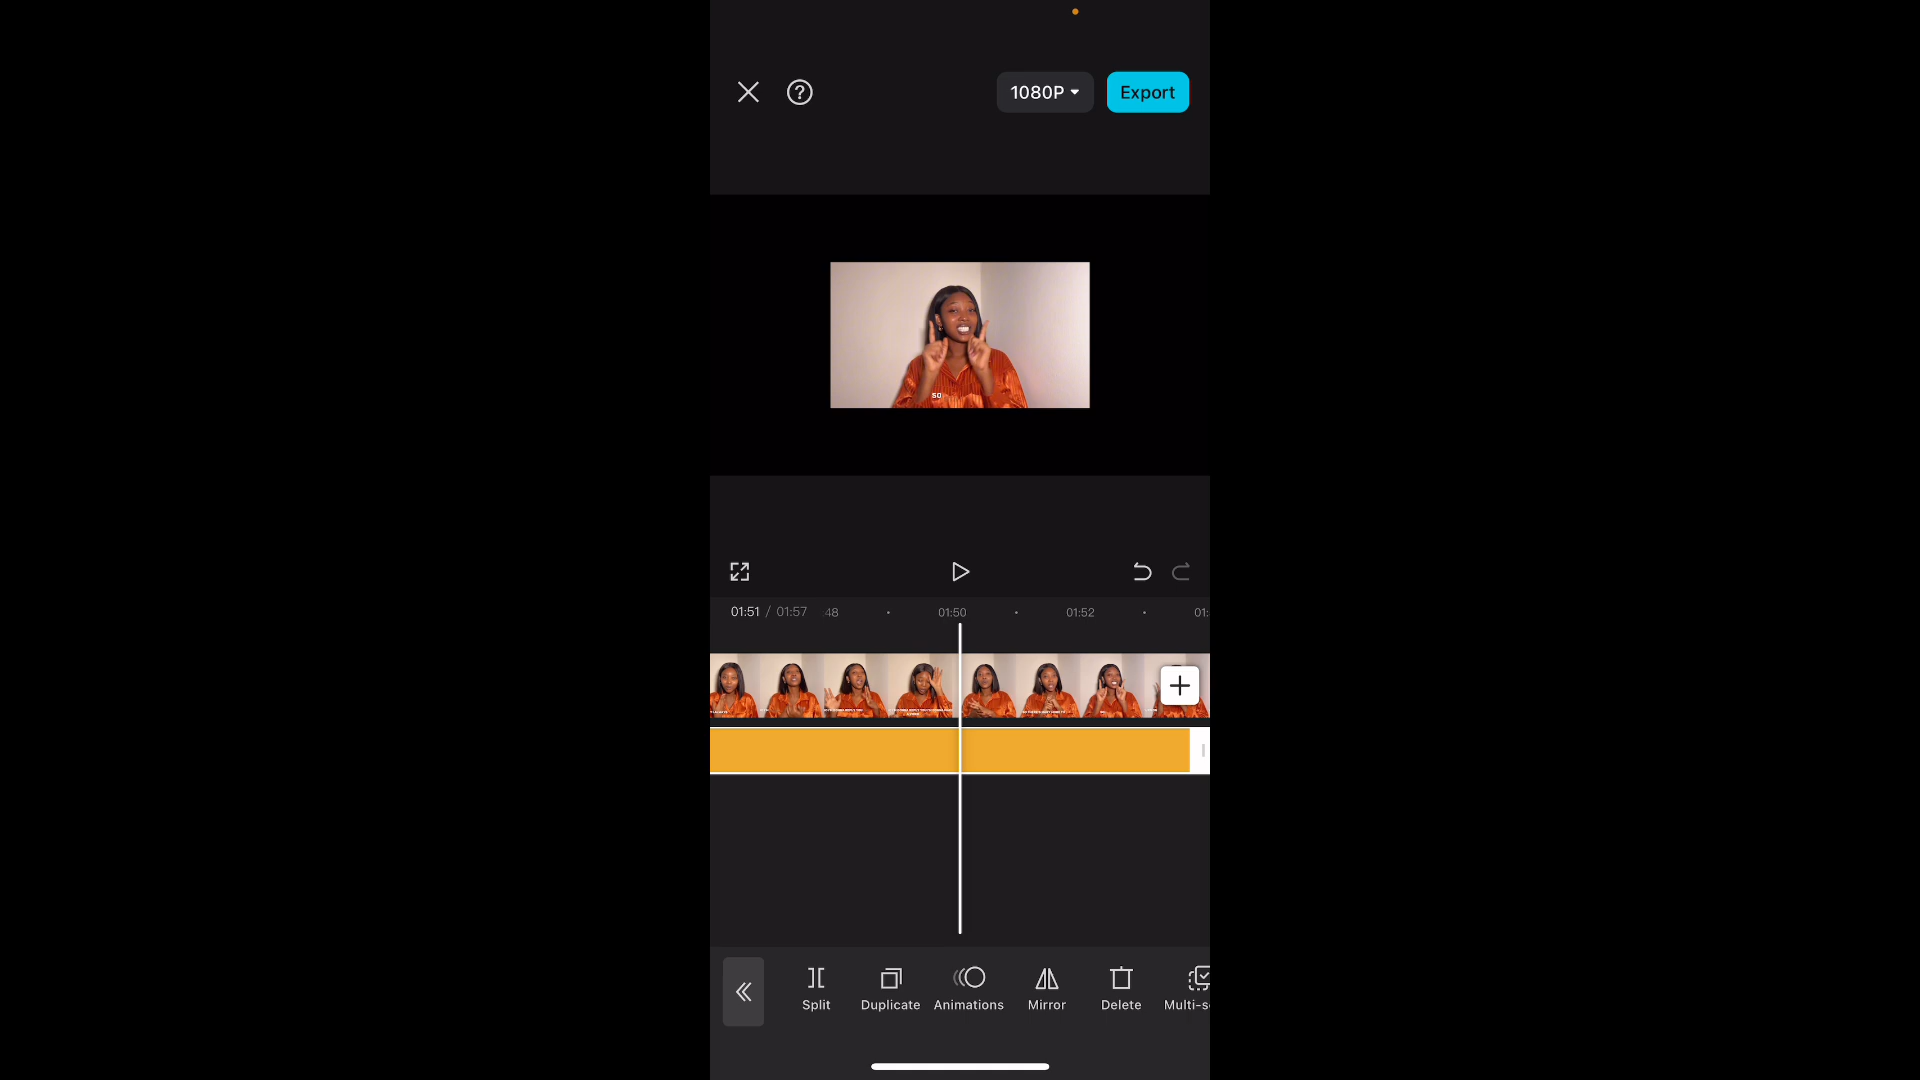 ?
1080P
Export
SO
01:51 / 01:57
:48
01:50
01:52
01:
Split
Duplicate
Animations
Mirror
Delete
Multi-s